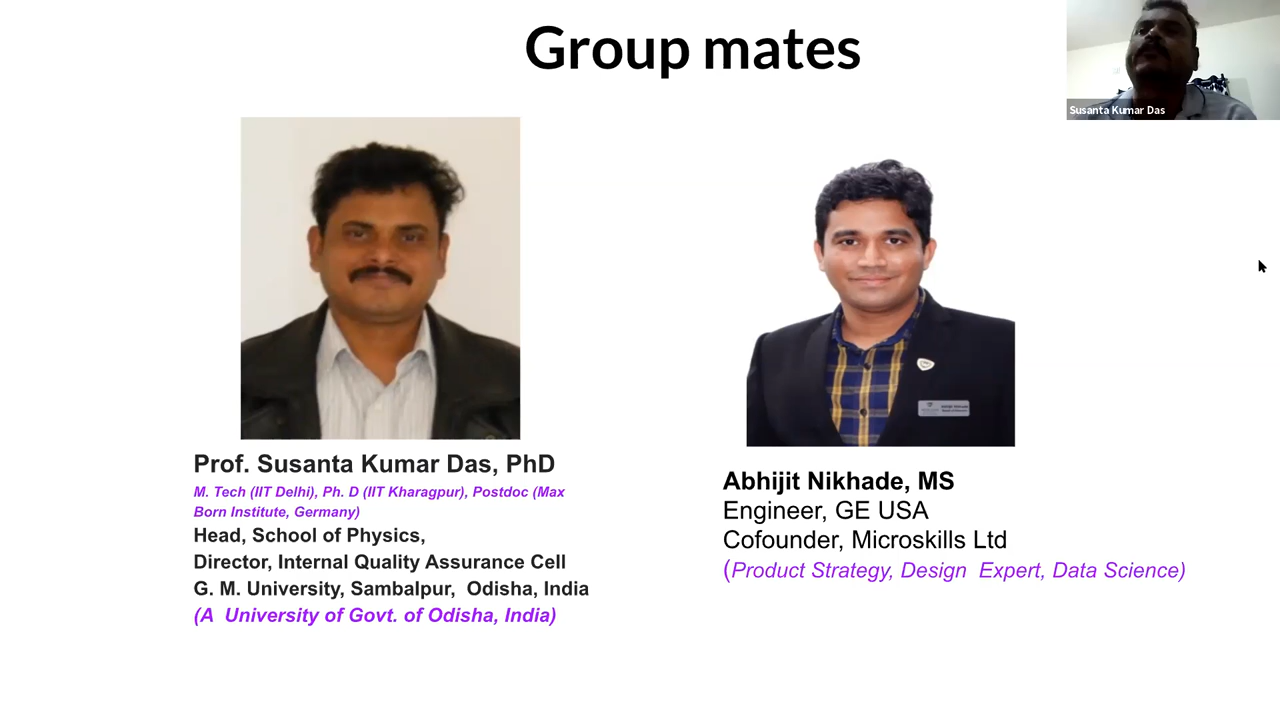 Group mates
Susanta Kumar Das
Prof. Susanta Kumar Das, PhD
M. Tech (IIT Delhi), Ph. D (IIT Kharagpur), Postdoc (Max
Born Institute, Germany)
Head, School of Physics,
Director, Internal Quality Assurance Cell
G. M. University, Sambalpur, Odisha, India
(A University of Govt. of Odisha, India)
Abhijit Nikhade, MS
Engineer, GE USA
Cofounder, Microskills Ltd
(Product Strategy, Design Expert, Data Science)